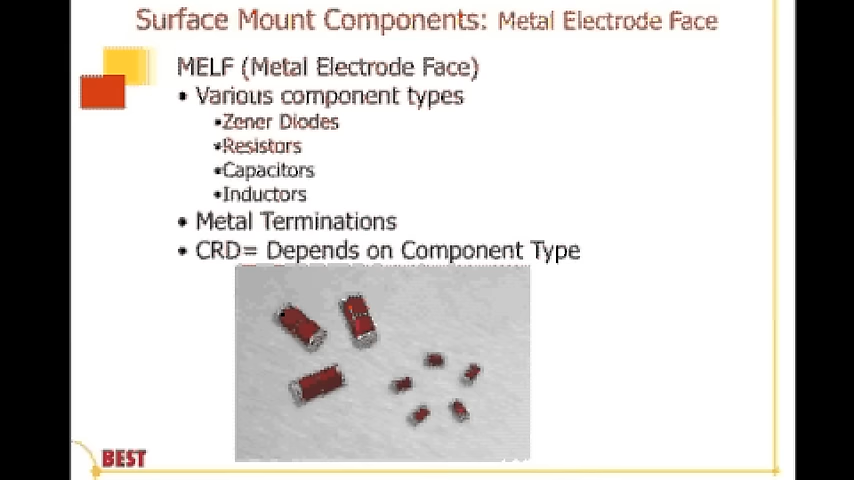 Surface Mount Components: Metal Electrode Face
MELF (Metal Electrode Face)
• Various component types
•Zener Diodes
•Resistors
•Capacitors
•Inductors
• Metal Terminations
• CRD= Depends on Component Type
BEST